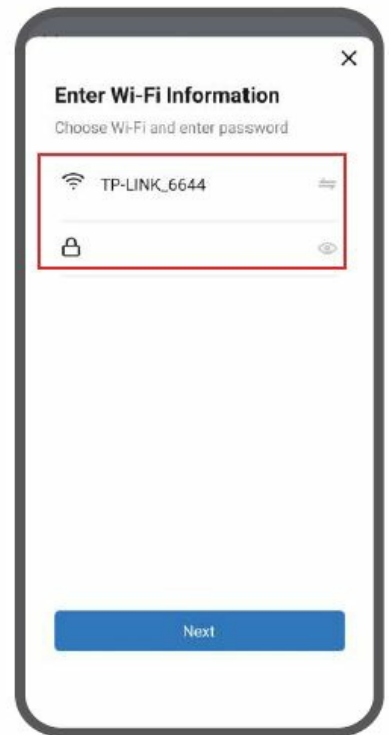 Enter Wi-Fi Information
Choose Wi-Fi and enter password
TP-LINK_6644
Next